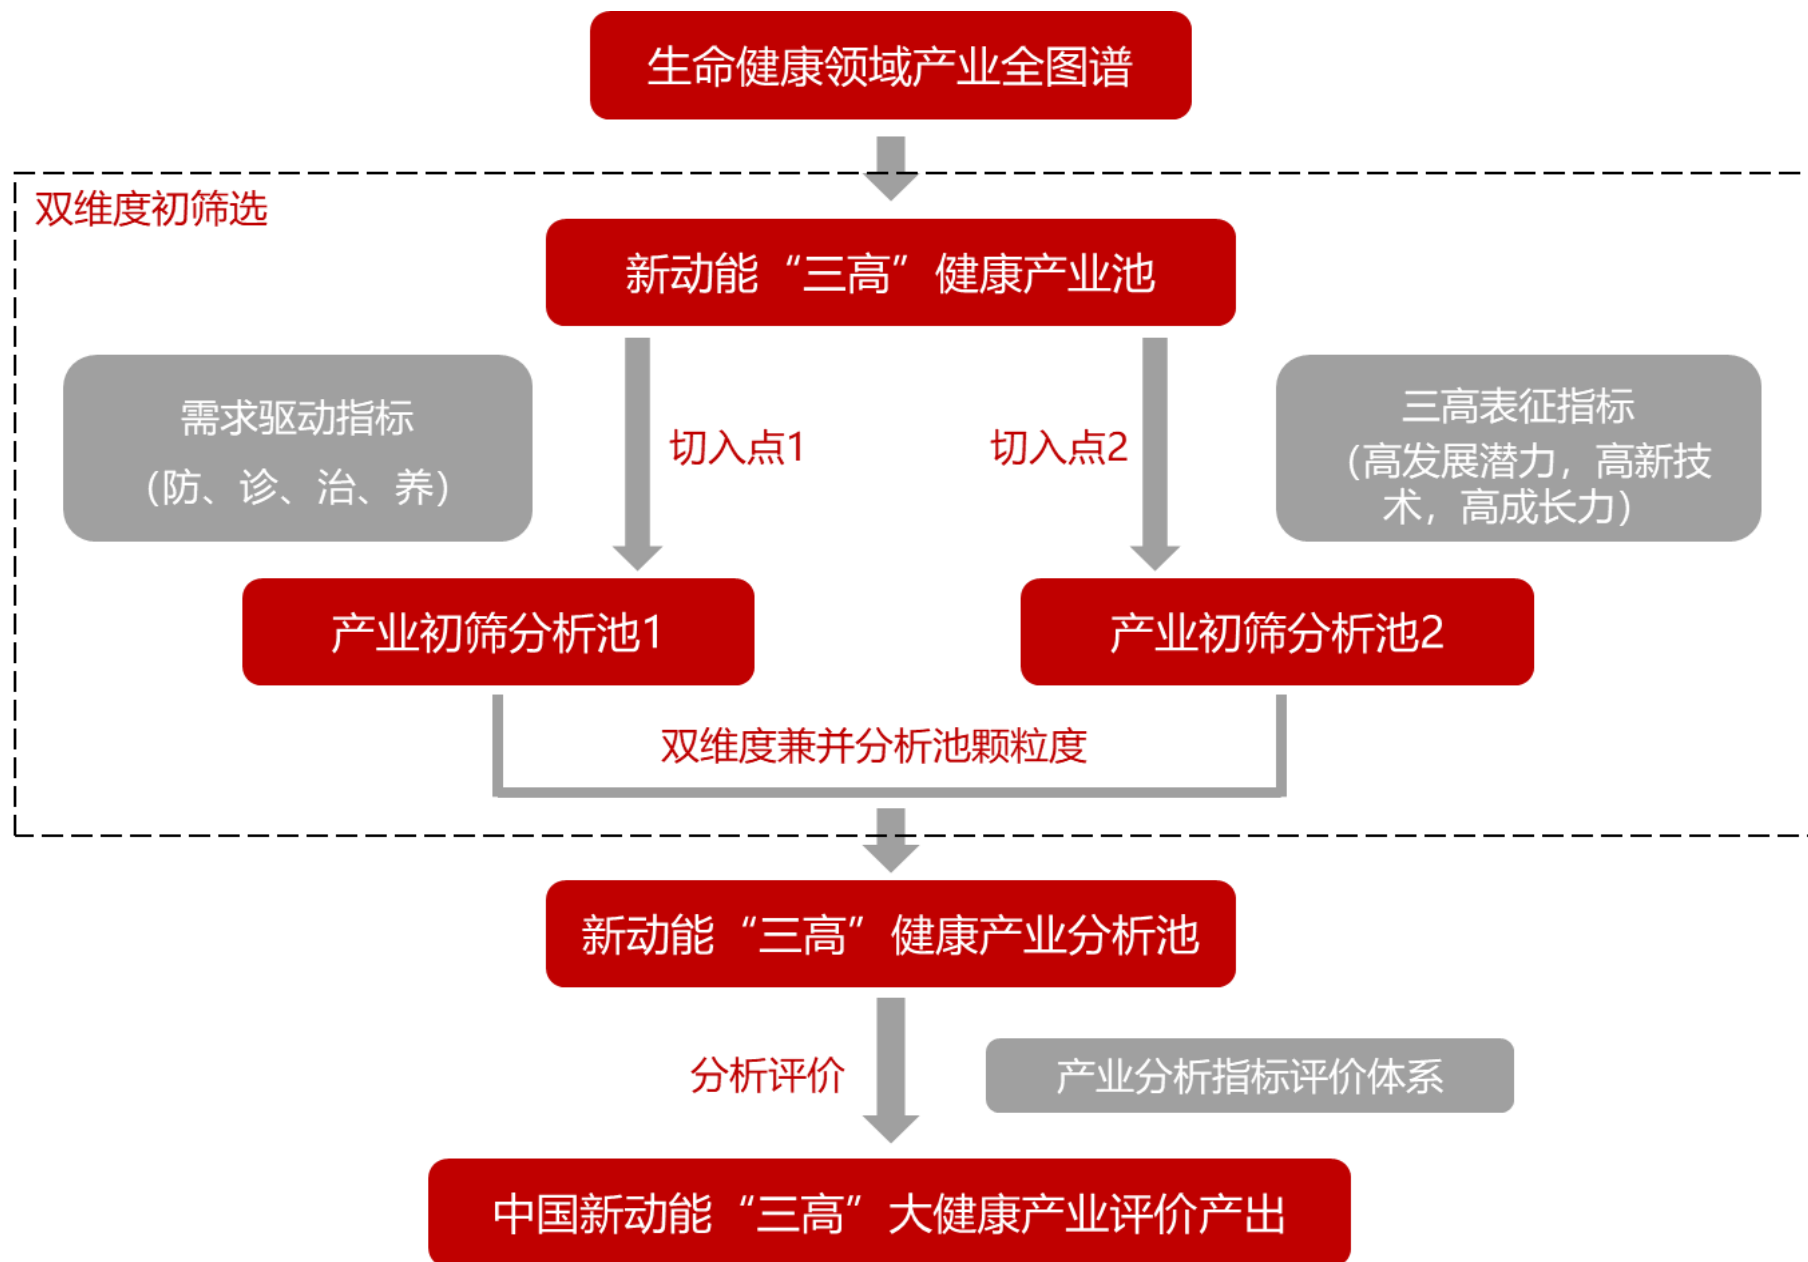 生命健康领域产业全图谱
双维度初筛选
新动能“三高”健康产业池
需求驱动指标
（防、诊、治、养）
切入点1
切入点2
三高表征指标
（高发展潜力，高新技
术，高成长力）
产业初筛分析池1
产业初筛分析池2
双维度兼并分析池颗粒度
新动能“三高”健康产业分析池
分析评价
产业分析指标评价体系
中国新动能“三高”大健康产业评价产出